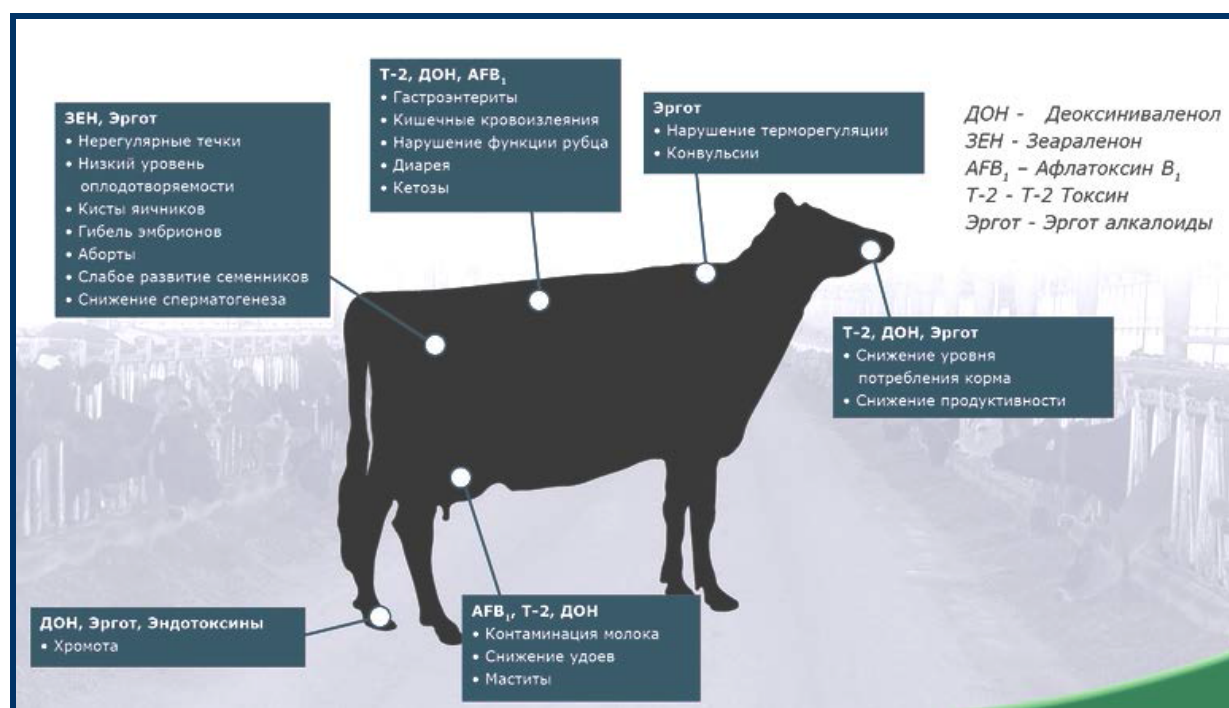 Т-2, ДОН, AFB₁
• Гастроэнтериты
• Кишечные кровоизлеяния
• Нарушение функции рубца
• Диарея
• Кетозы
ЗЕН, Эргот
• Нерегулярные течки
• Низкий уровень
оплодотворяемости
• Кисты яичников
• Гибель эмбрионов
• Аборты
• Слабое развитие семенников
• Снижение сперматогенеза
Эргот
• Нарушение терморегуляции
• Конвульсии
ДОН - Деоксиниваленол
ЗЕН - Зеараленон
AFB₁ – Афлатоксин В₁
Т-2 - Т-2 Токсин
Эргот - Эргот алкалоиды
Т-2, ДОН, Эргот
• Снижение уровня
потребления корма
• Снижение продуктивности
ДОН, Эргот, Эндотоксины
• Хромота
AFB₁, Т-2, ДОН
• Контаминация молока
• Снижение удоев
• Маститы